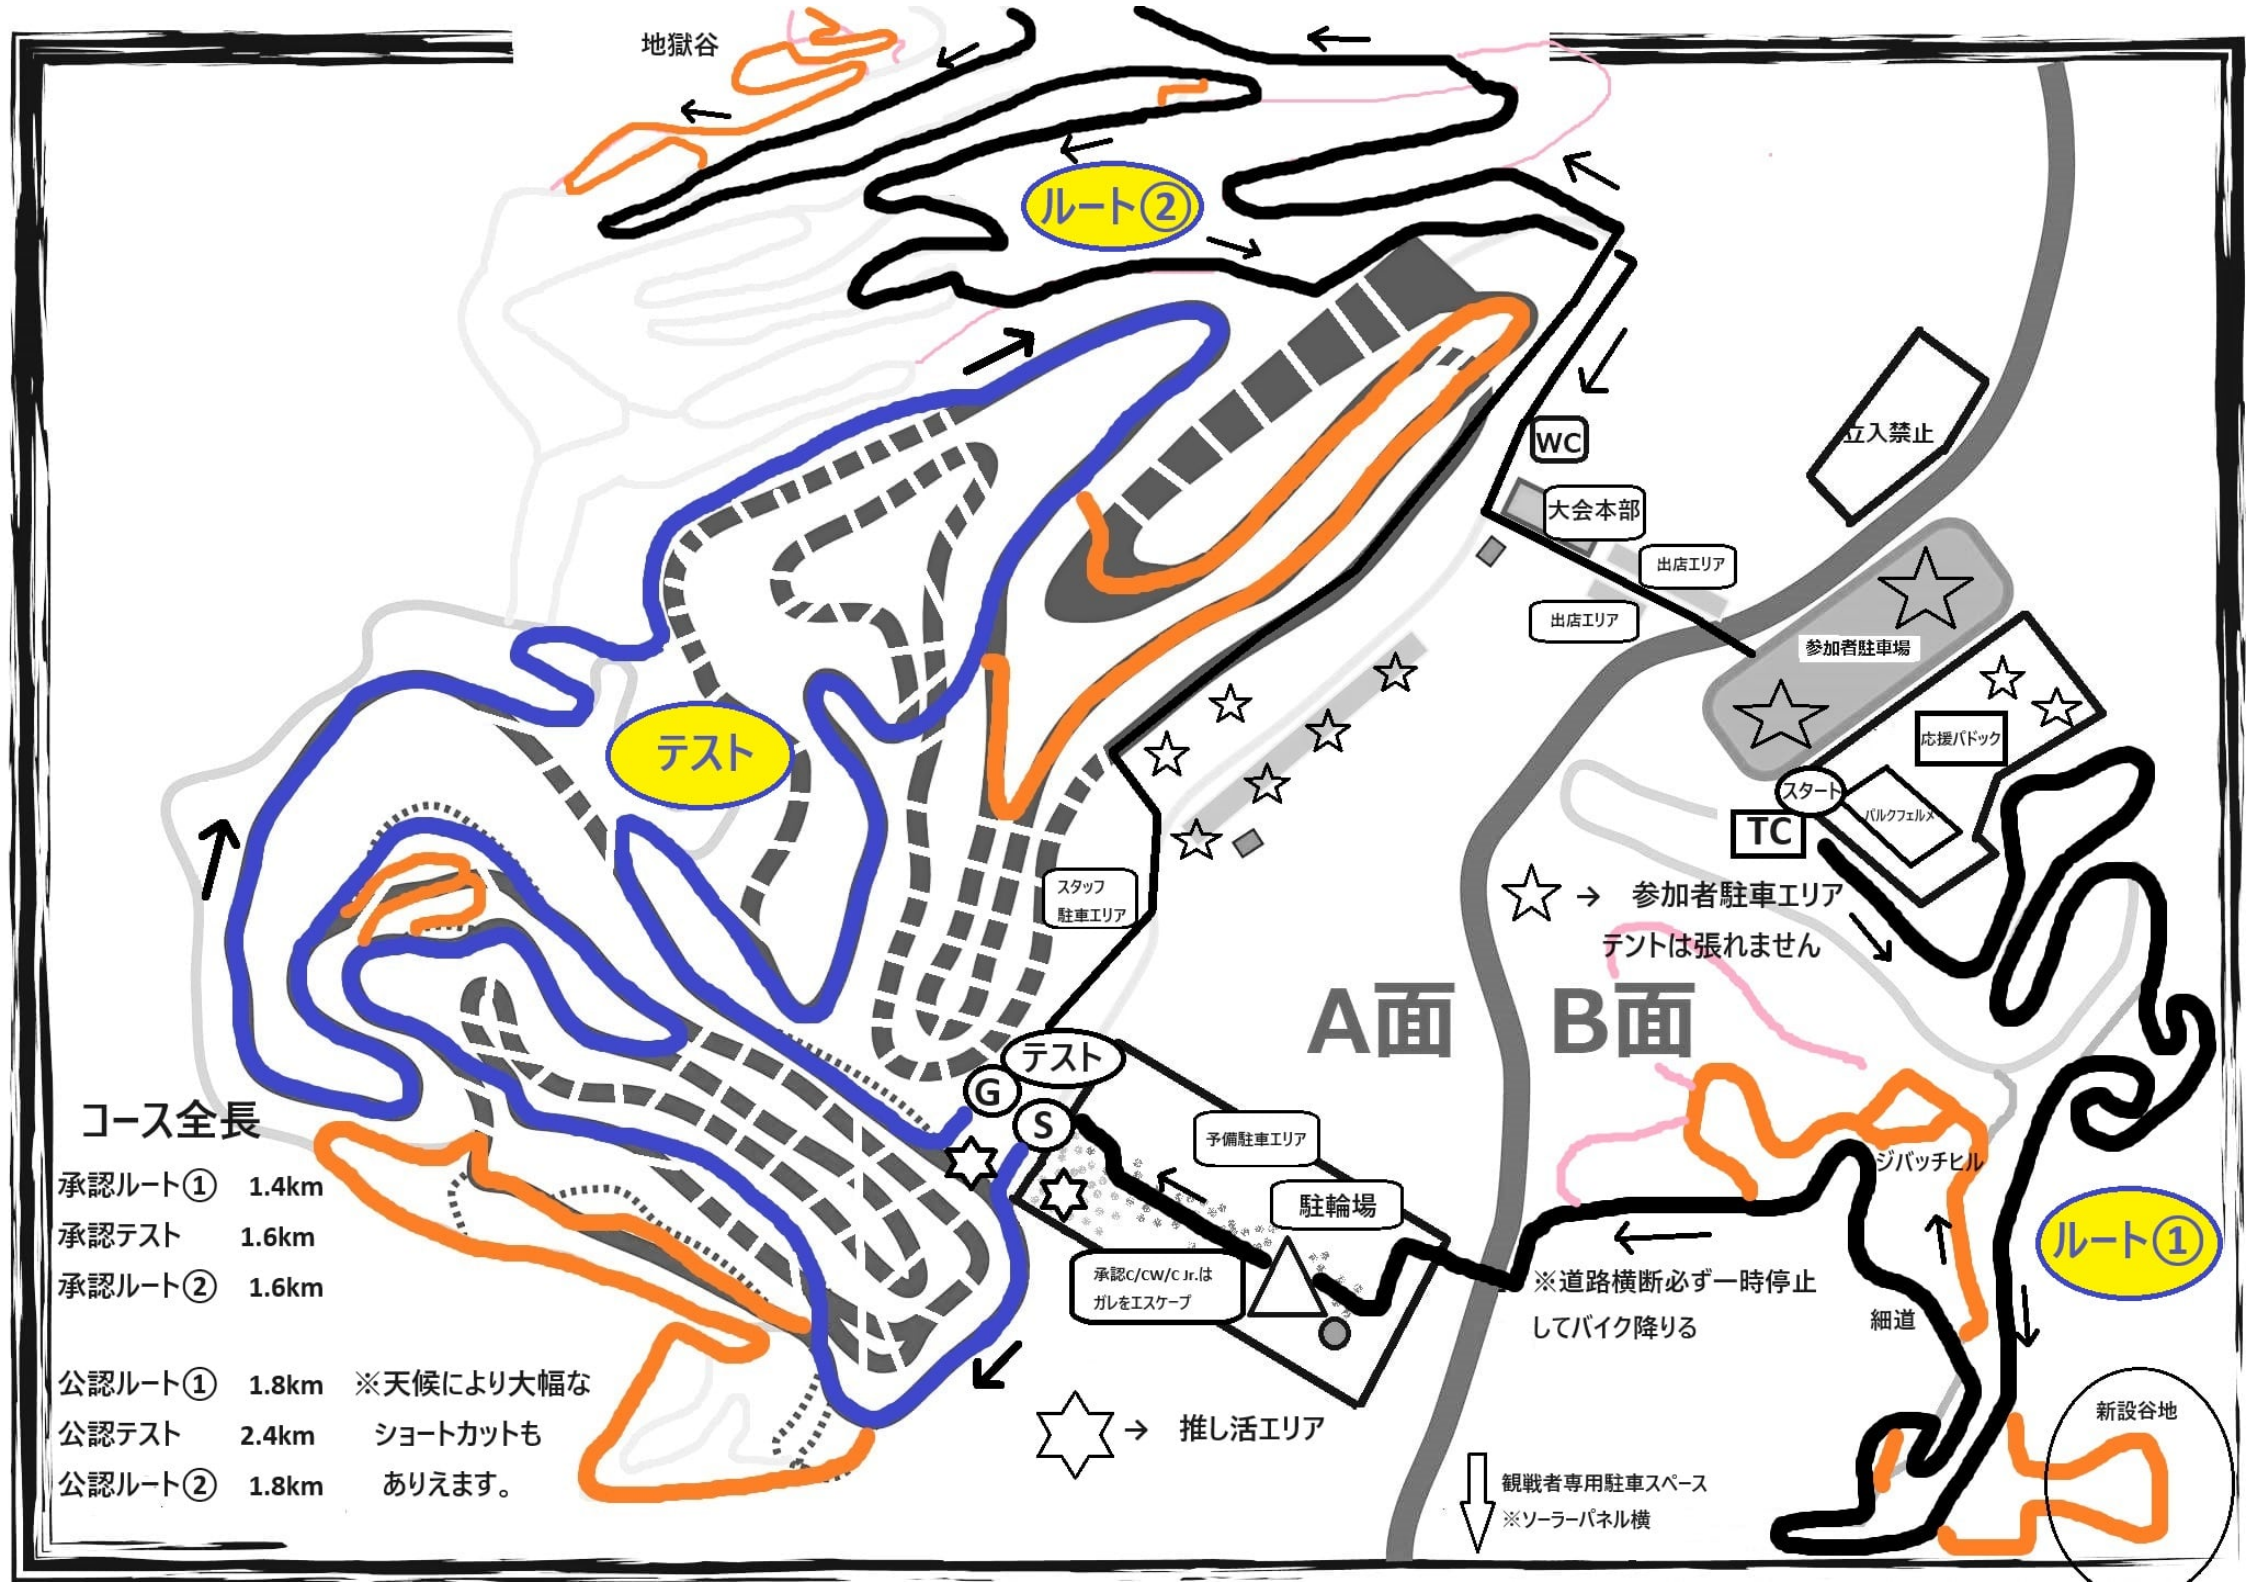 地獄谷
ルート②
WC
立入禁止
大会本部
出店エリア
出店エリア
参加者駐車場
応援パドック
スタート
パルクフェルメ
TC
テスト
スタッフ
駐車エリア
☆ → 参加者駐車エリア
テントは張れません
A面 B面
テスト
G
S
予備駐車エリア
駐輪場
承認C/CW/C Jr.は
ガレをエスケープ
ジバッチヒル
ルート①
※道路横断必ず一時停止
してバイク降りる
細道
コース全長
承認ルート① 1.4km
承認テスト 1.6km
承認ルート② 1.6km
公認ルート① 1.8km ※天候により大幅な
公認テスト 2.4km ショートカットも
公認ルート② 1.8km ありえます。
→ 推し活エリア
新設谷地
観戦者専用駐車スペース
※ソーラーパネル横